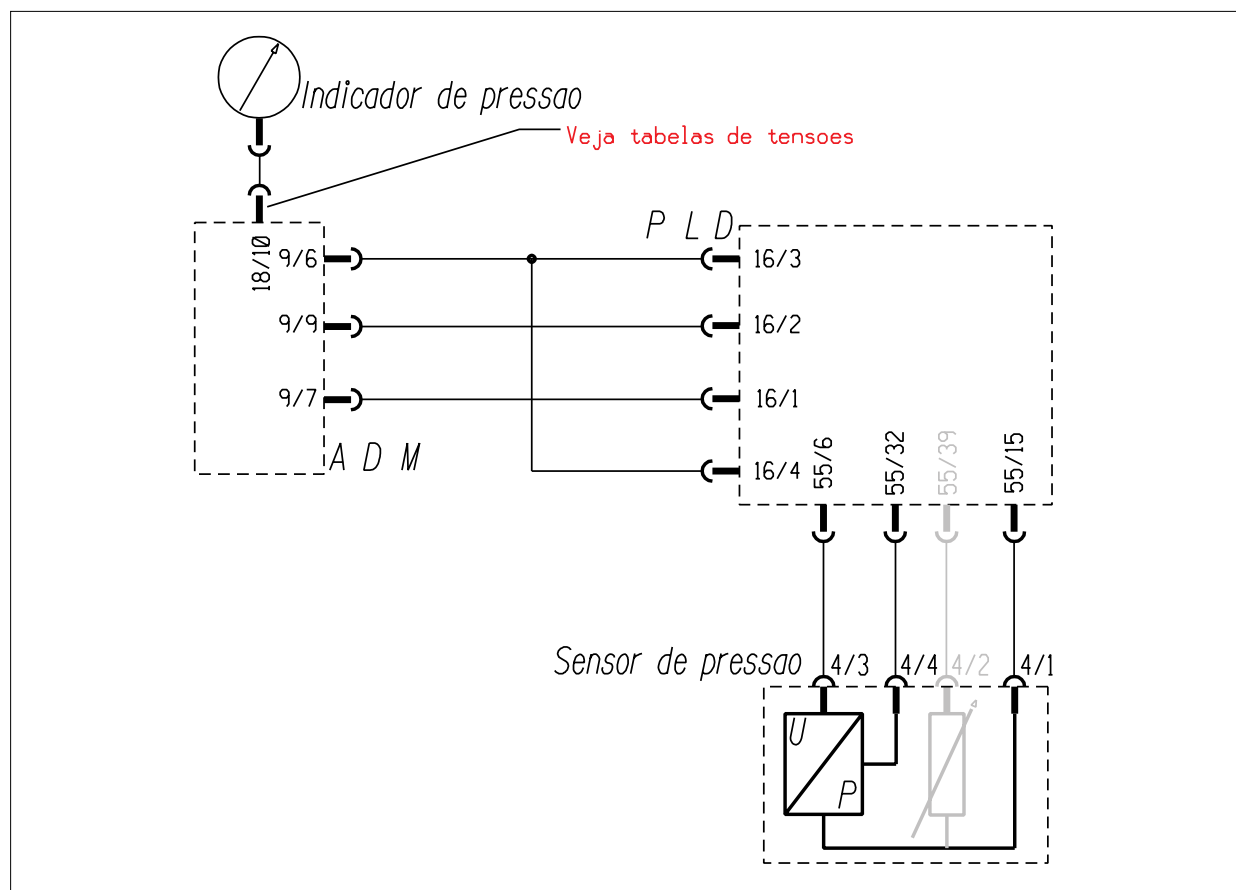 Indicador de pressao
Veja tabelas de tensoes
P L D
18/10
9/6
16/3
9/9
16/2
9/7
16/1
A D M
16/4
55/6
55/32
55/39
55/15
Sensor de pressao
4/3
4/4
4/2
4/1
U
P